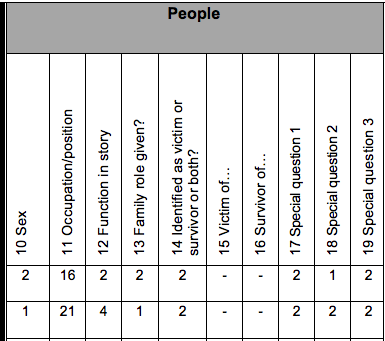 People
10 Sex
11 Occupation/position
12 Function in story
13 Family role given?
14 Identified as victim or
survivor or both?
15 Victim of...
16 Survivor of...
17 Special question 1
18 Special question 2
19 Special question 3
2 16 2 2 2 - - 2 1 2
1 21 4 1 2 - - 2 2 2